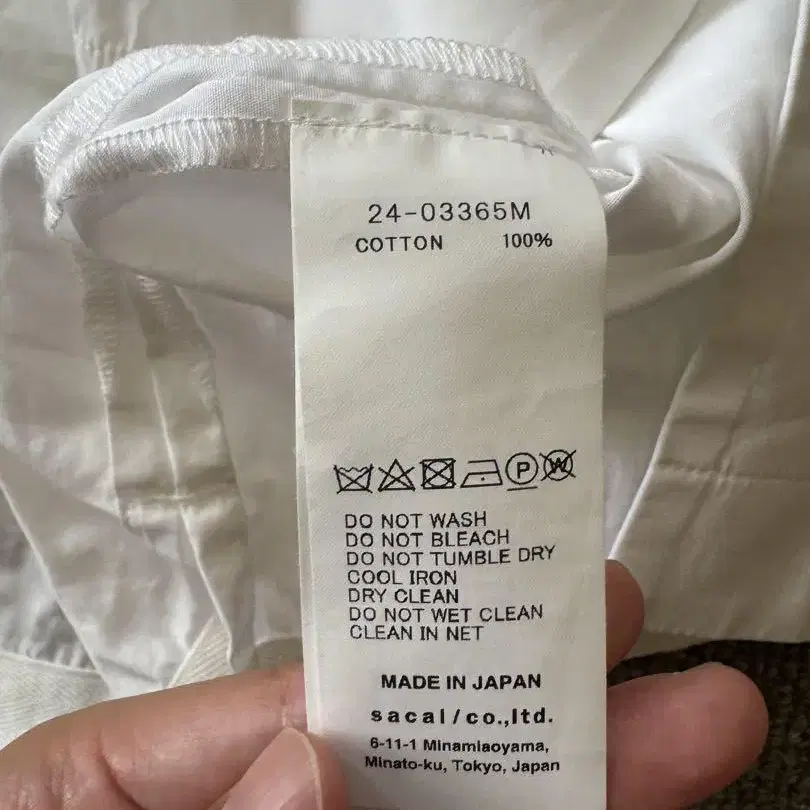 24-03365M
COTTON 100%
P W
DO NOT WASH
DO NOT BLEACH
DO NOT TUMBLE DRY
COOL IRON
DRY CLEAN
DO NOT WET CLEAN
CLEAN IN NET
MADE IN JAPAN
sacai/co.,ltd.
6-11-1 Minamiaoyama,
Minato-ku, Tokyo, Japan